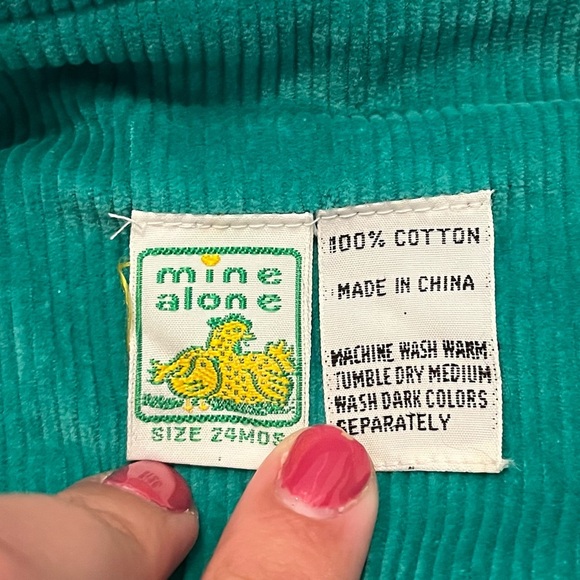 mine
alone
SIZE 24MOS
100% COTTON
MADE IN CHINA
MACHINE WASH WARM
TUMBLE DRY MEDIUM
WASH DARK COLORS
SEPARATELY